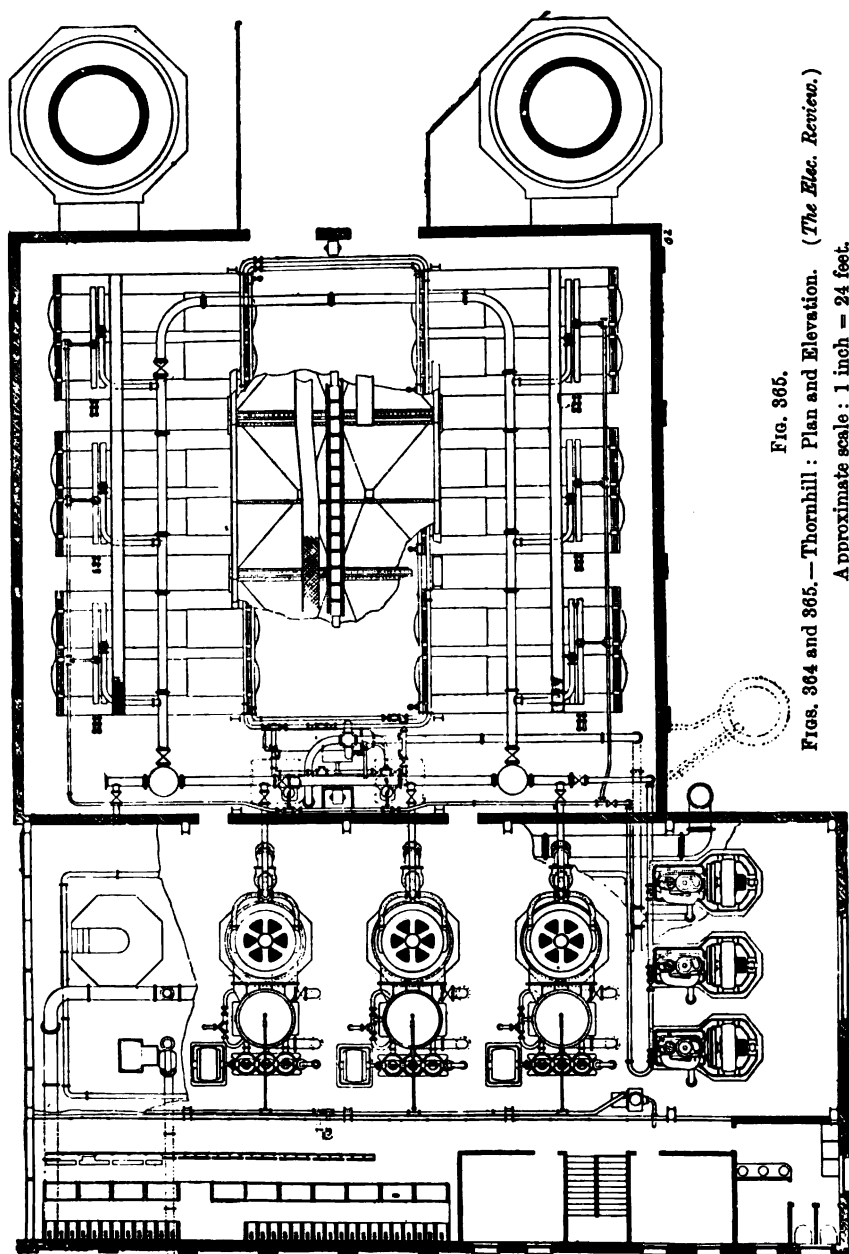 FIG. 365.
FIGS. 364 and 365.—Thornhill : Plan and Elevation. (The Elec. Review.)
Approximate scale : 1 inch = 24 feet.